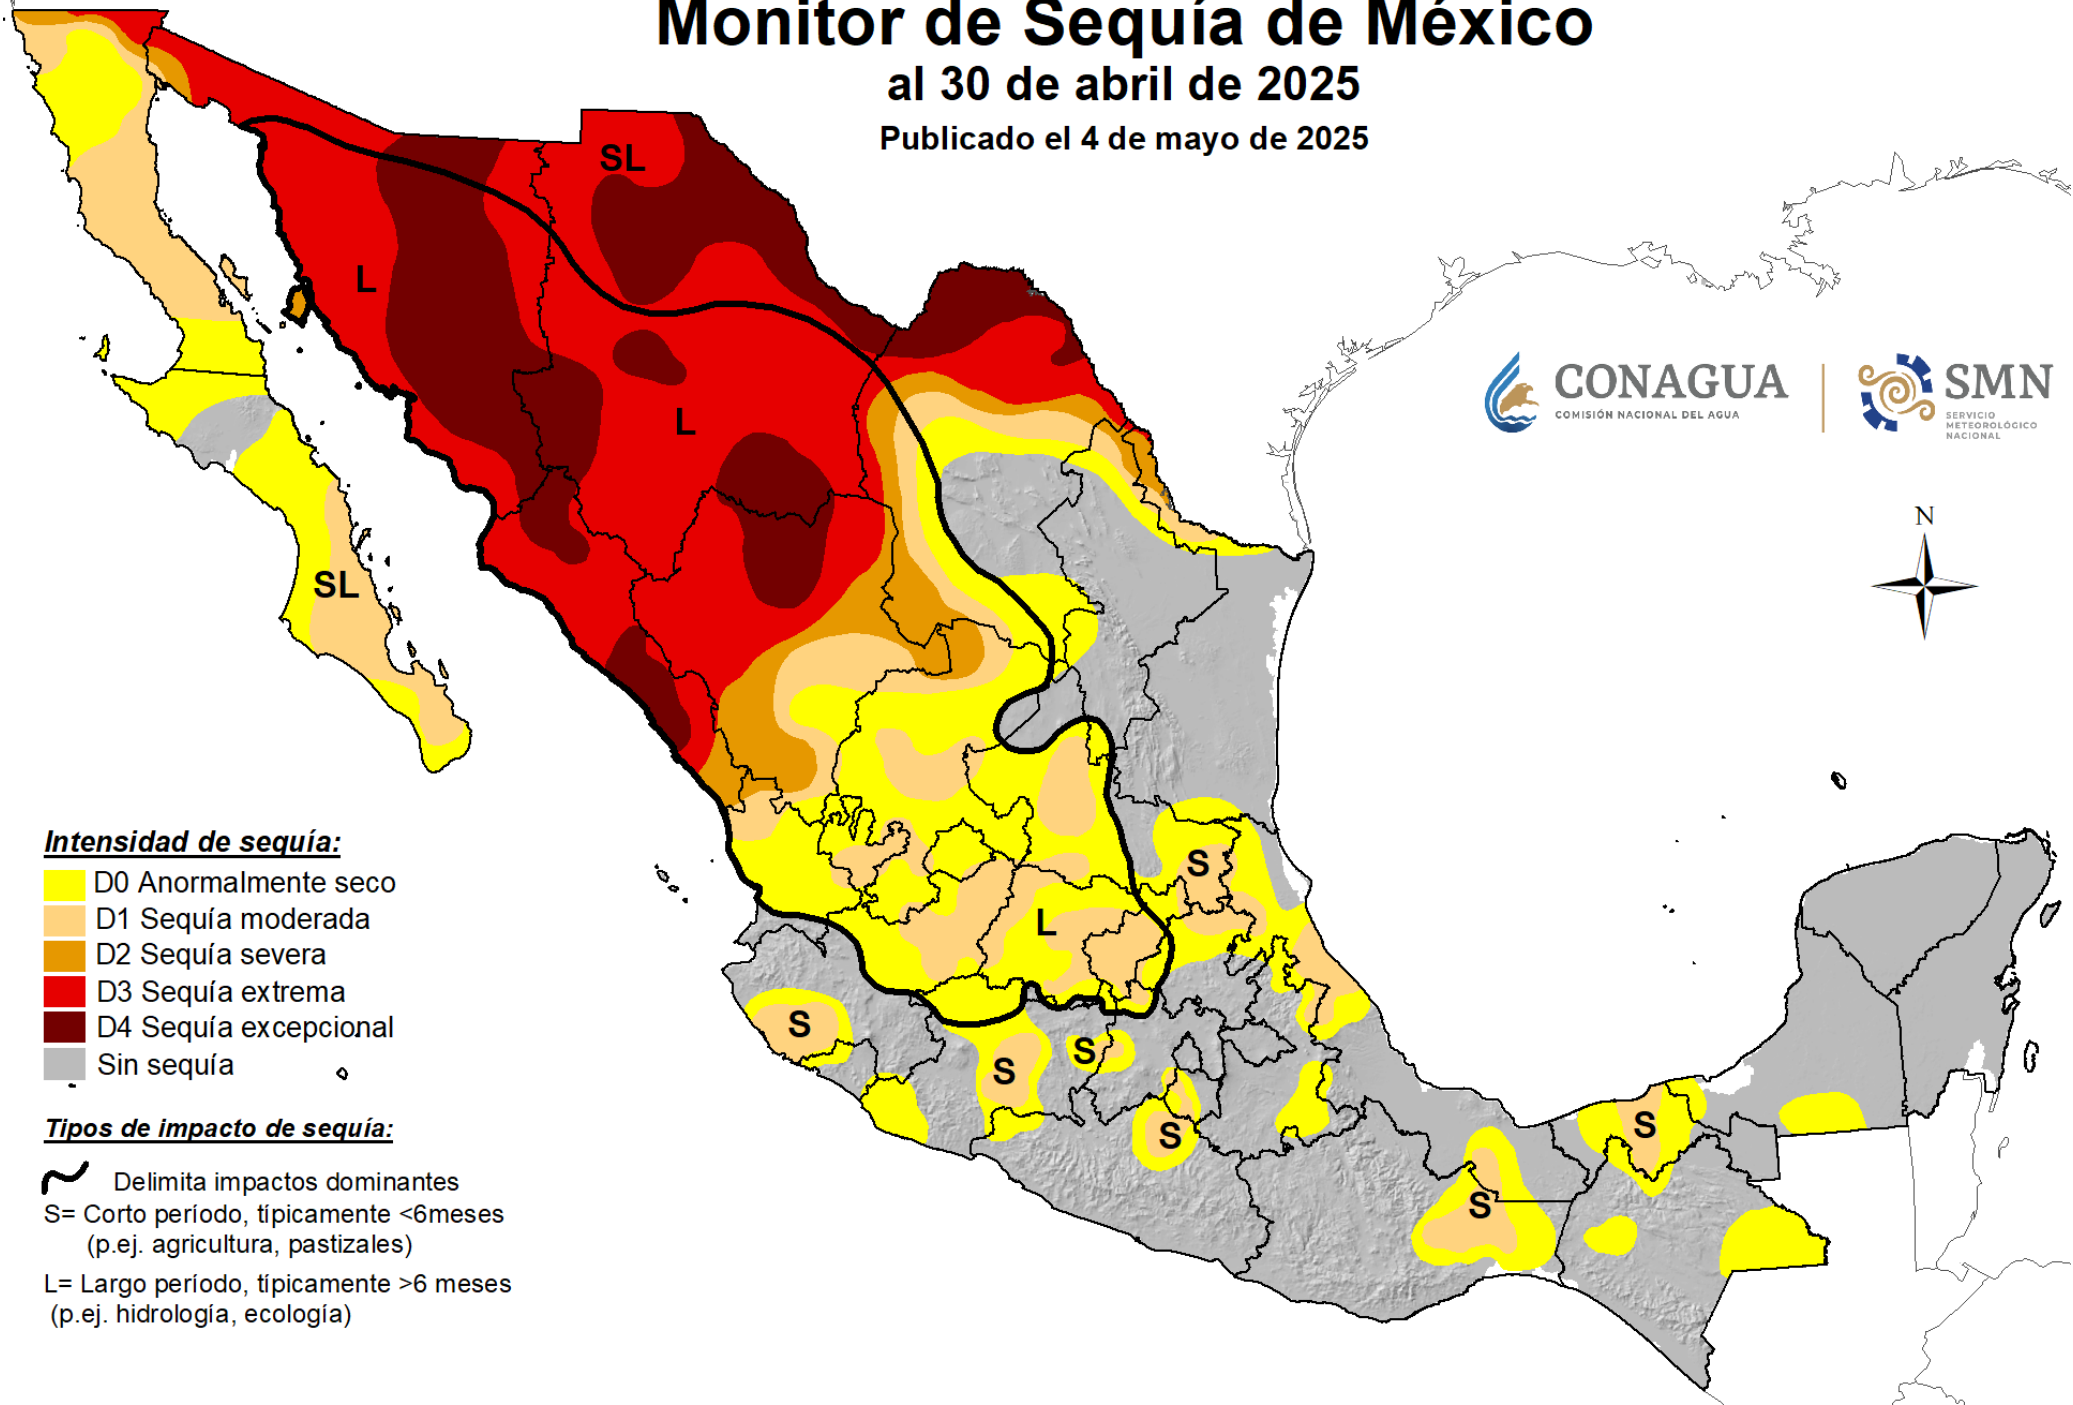 Monitor de Sequía de México
al 30 de abril de 2025
Publicado el 4 de mayo de 2025
SL
L
L
SL
CONAGUA
COMISIÓN NACIONAL DEL AGUA
SMN
SERVICIO
METEOROLÓGICO
NACIONAL
N
S
L
S
S
S
S
S
S
Intensidad de sequía:
D0 Anormalmente seco
D1 Sequía moderada
D2 Sequía severa
D3 Sequía extrema
D4 Sequía excepcional
Sin sequía
Tipos de impacto de sequía:
Delimita impactos dominantes
S= Corto período, típicamente <6meses
(p.ej. agricultura, pastizales)
L= Largo período, típicamente >6 meses
(p.ej. hidrología, ecología)